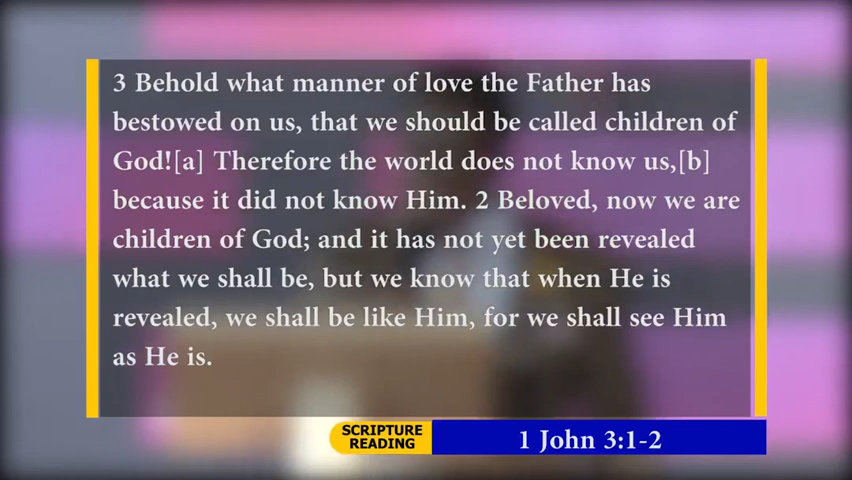 3 Behold what manner of love the Father has
bestowed on us, that we should be called children of
God![a] Therefore the world does not know us,[b]
because it did not know Him. 2 Beloved, now we are
children of God; and it has not yet been revealed
what we shall be, but we know that when He is
revealed, we shall be like Him, for we shall see Him
as He is.
SCRIPTURE
READING
1 John 3:1-2